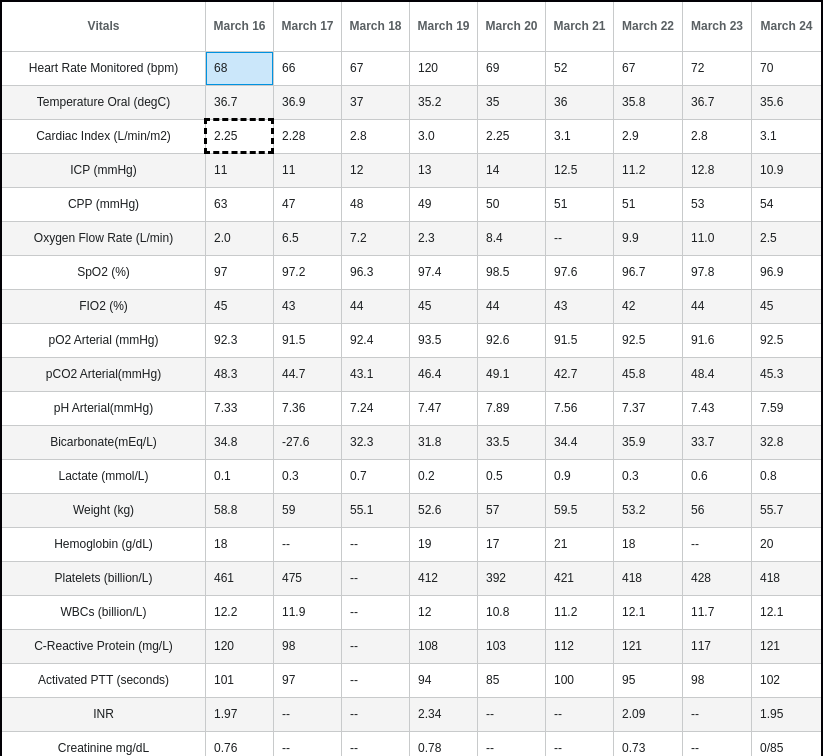 Vitals March 16 March 17 March 18 March 19 March 20 March 21 March 22 March 23 March 24
Heart Rate Monitored (bpm) 68 66 67 120 69 52 67 72 70
Temperature Oral (degC) 36.7 36.9 37 35.2 35 36 35.8 36.7 35.6
Cardiac Index (L/min/m2) 2.25 2.28 2.8 3.0 2.25 3.1 2.9 2.8 3.1
ICP (mmHg) 11 11 12 13 14 12.5 11.2 12.8 10.9
CPP (mmHg) 63 47 48 49 50 51 51 53 54
Oxygen Flow Rate (L/min) 2.0 6.5 7.2 2.3 8.4 -- 9.9 11.0 2.5
SpO2 (%) 97 97.2 96.3 97.4 98.5 97.6 96.7 97.8 96.9
FIO2 (%) 45 43 44 45 44 43 42 44 45
pO2 Arterial (mmHg) 92.3 91.5 92.4 93.5 92.6 91.5 92.5 91.6 92.5
pCO2 Arterial(mmHg) 48.3 44.7 43.1 46.4 49.1 42.7 45.8 48.4 45.3
pH Arterial(mmHg) 7.33 7.36 7.24 7.47 7.89 7.56 7.37 7.43 7.59
Bicarbonate(mEq/L) 34.8 -27.6 32.3 31.8 33.5 34.4 35.9 33.7 32.8
Lactate (mmol/L) 0.1 0.3 0.7 0.2 0.5 0.9 0.3 0.6 0.8
Weight (kg) 58.8 59 55.1 52.6 57 59.5 53.2 56 55.7
Hemoglobin (g/dL) 18 -- -- 19 17 21 18 -- 20
Platelets (billion/L) 461 475 -- 412 392 421 418 428 418
WBCs (billion/L) 12.2 11.9 -- 12 10.8 11.2 12.1 11.7 12.1
C-Reactive Protein (mg/L) 120 98 -- 108 103 112 121 117 121
Activated PTT (seconds) 101 97 -- 94 85 100 95 98 102
INR 1.97 -- -- 2.34 -- -- 2.09 -- 1.95
Creatinine mg/dL 0.76 -- -- 0.78 -- -- 0.73 -- 0/85